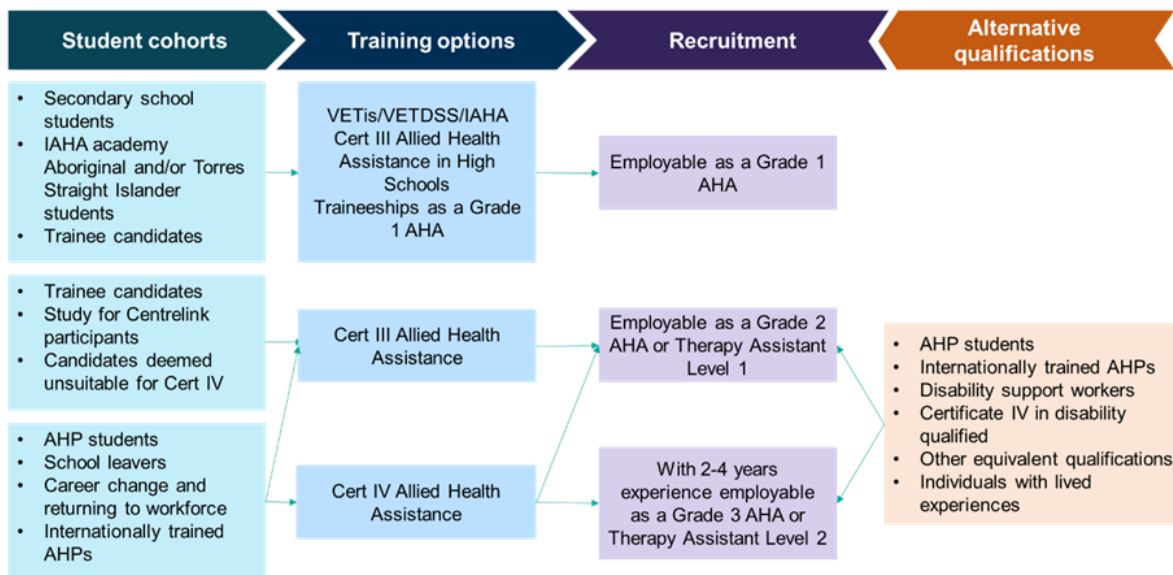 Student cohorts
Training options
Recruitment
Alternative
qualifications
• Secondary school
students
• IAHA academy
Aboriginal and/or Torres
Straight Islander
students
• Trainee candidates
VETis/VETDSS/IAHA
Cert III Allied Health
Assistance in High
Schools
Traineeships as a Grade
1 AHA
Employable as a Grade 1
AHA
• Trainee candidates
• Study for Centrelink
participants
• Candidates deemed
unsuitable for Cert IV
Cert III Allied Health
Assistance
Employable as a Grade 2
AHA or Therapy Assistant
Level 1
• AHP students
• School leavers
• Career change and
returning to workforce
• Internationally trained
AHPs
Cert IV Allied Health
Assistance
With 2-4 years
experience employable
as a Grade 3 AHA or
Therapy Assistant Level 2
• AHP students
• Internationally trained AHPs
• Disability support workers
• Certificate IV in disability
qualified
• Other equivalent qualifications
• Individuals with lived
experiences